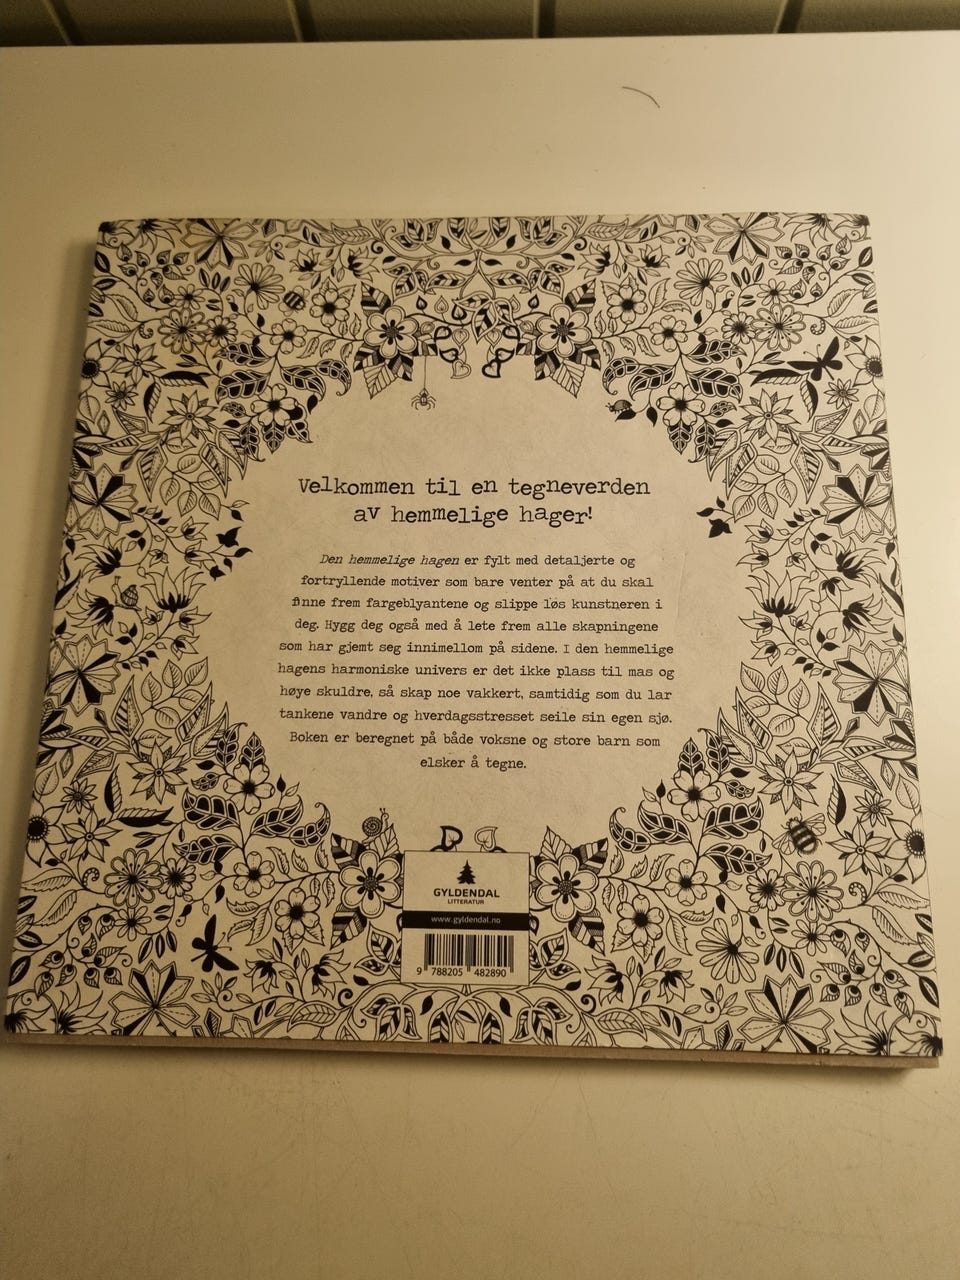 Velkommen til en tegneverden
av hemmelige hager!
Den hemmelige hagen er fylt med detaljerte og
fortryllende motiver som bare venter på at du skal
finne frem fargeblyantene og slippe løs kunstneren i
deg. Hygg deg også med å lete frem alle skapningene
som har gjemt seg innimellom på sidene. I den hemmelige
hagens harmoniske univers er det ikke plass til mas og
høye skuldre, så skap noe vakkert, samtidig som du lar
tankene vandre og hverdagsstresset seile sin egen sjø.
Boken er beregnet på både voksne og store barn som
elsker å tegne.
GYLDENDAL
LITTERATUR
www.gyldendal.no
9 788205 482890